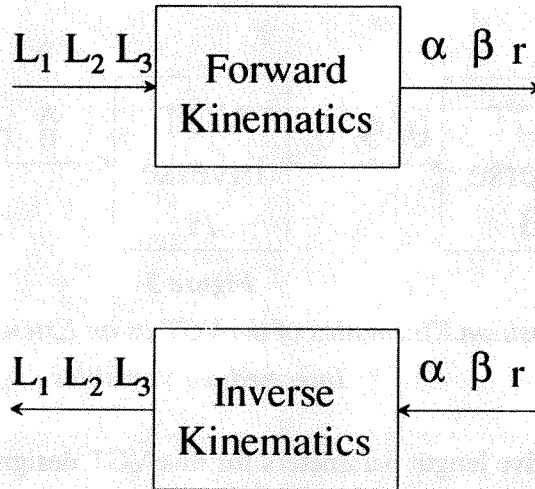 L₁ L₂ L₃
Forward
Kinematics
α β r
L₁ L₂ L₃
Inverse
Kinematics
α β r